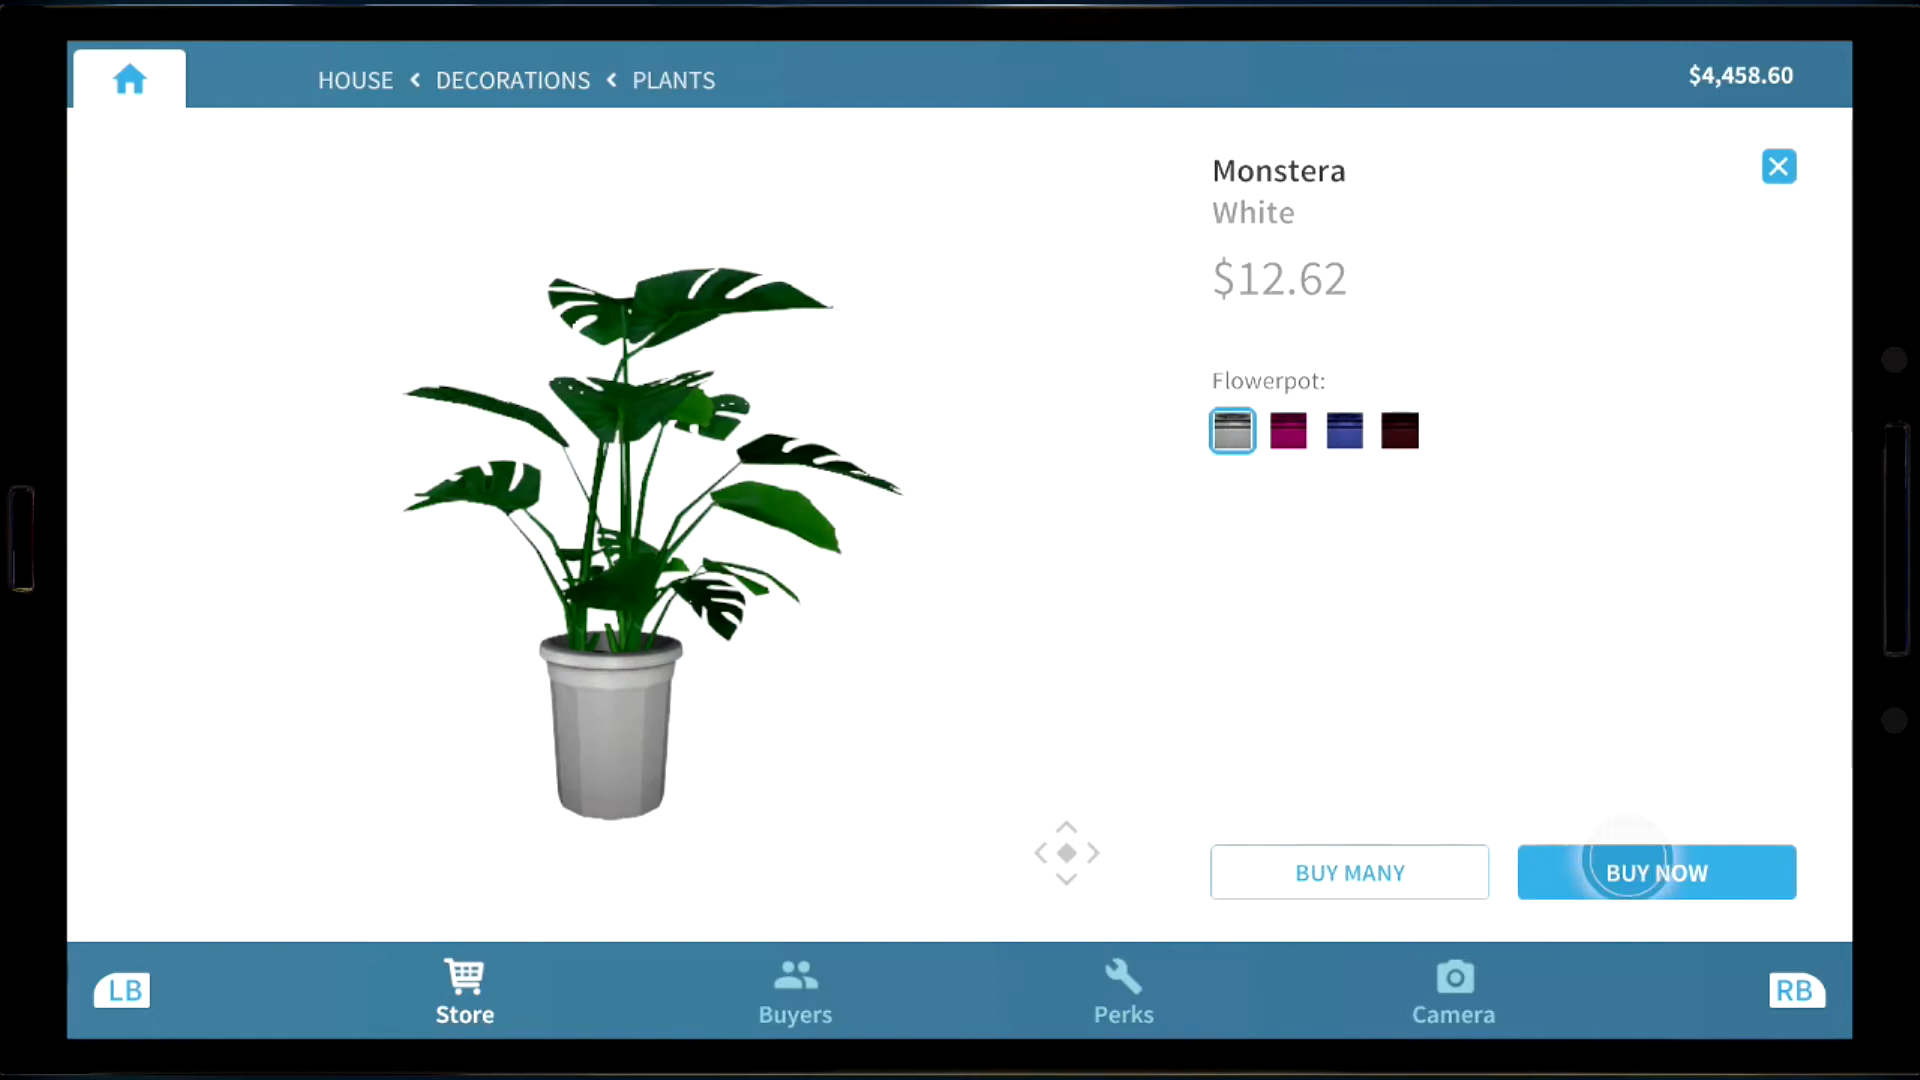 HOUSE < DECORATIONS < PLANTS
$4,458.60
Monstera
White
$12.62
Flowerpot:
BUY MANY
BUY NOW
LB
Store
Buyers
Perks
Camera
RB